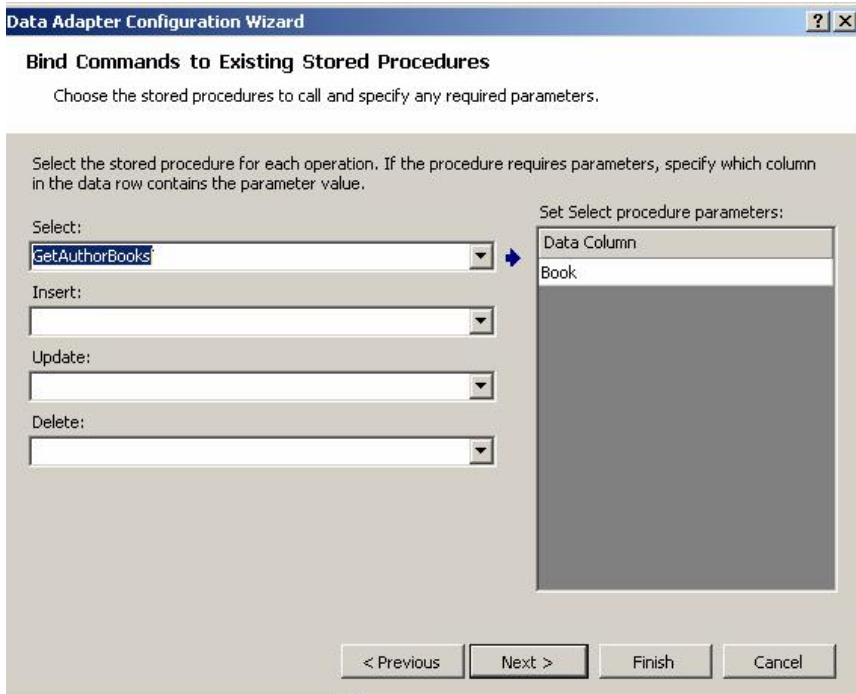 Data Adapter Configuration Wizard
Bind Commands to Existing Stored Procedures
Choose the stored procedures to call and specify any required parameters.
Select the stored procedure for each operation. If the procedure requires parameters, specify which column
in the data row contains the parameter value.
Select:
GetAuthorBooks
Insert:
Update:
Delete:
Set Select procedure parameters:
Data Column
Book
< Previous
Next >
Finish
Cancel